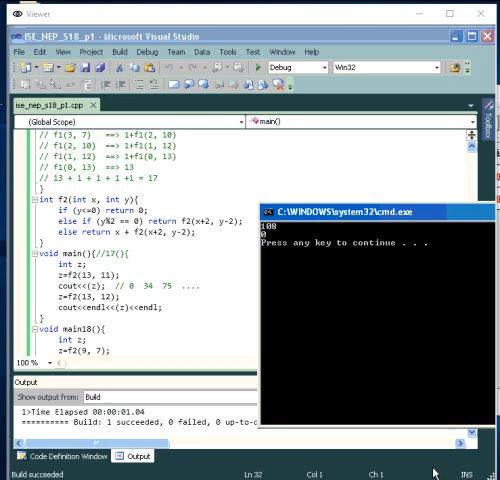 Viewer
ISE_NEP_S18_p1 - Microsoft Visual Studio
File Edit View Project Build Debug Team Data Tools Test Window Help
Debug Win32
ise_nep_s18_p1.cpp
Toolbox
(Global Scope) main()
// f1(3, 7) ==> 1+f1(2, 10)
// f1(2, 10) ==> 1+f1(1, 12)
// f1(1, 12) ==> 1+f1(0, 13)
// f1(0, 13) ==> 13
// 13 + 1 + 1 + 1 +1 = 17
}
int f2(int x, int y){
if (y<=0) return 0;
else if (y%2 == 0) return f2(x+2, y-2);
else return x + f2(x+2, y-2);
}
void main(){//17(){
int z;
z=f2(13, 11);
cout<<(z); // 0 34 75 ....
z=f2(13, 12);
cout<<endl<<(z)<<endl;
}
void main18(){
int z;
z=f2(9, 7);
100 %
C:\WINDOWS\system32\cmd.exe
108
0
Press any key to continue . . .
Output
Show output from: Build
1>Time Elapsed 00:00:01.04
========== Build: 1 succeeded, 0 failed, 0 up-to-d
Code Definition Window Output
Build succeeded Ln 32 Col 1 Ch 1 INS